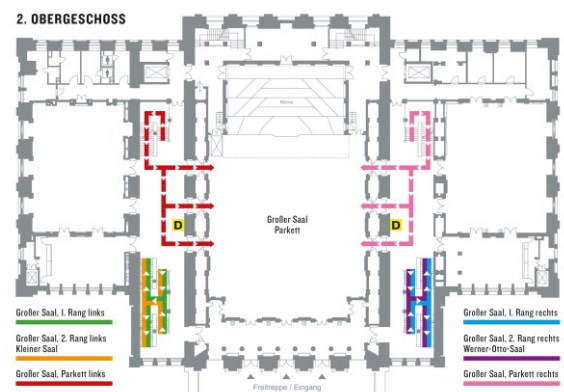 2. OBERGESCHOSS
Bühne
D
D
Großer Saal
Parkett
Großer Saal, 1. Rang links
Großer Saal, 2. Rang links
Kleiner Saal
Großer Saal, Parkett links
Großer Saal, 1. Rang rechts
Großer Saal, 2. Rang rechts
Werner-Otto-Saal
Großer Saal, Parkett rechts
Freitreppe / Eingang